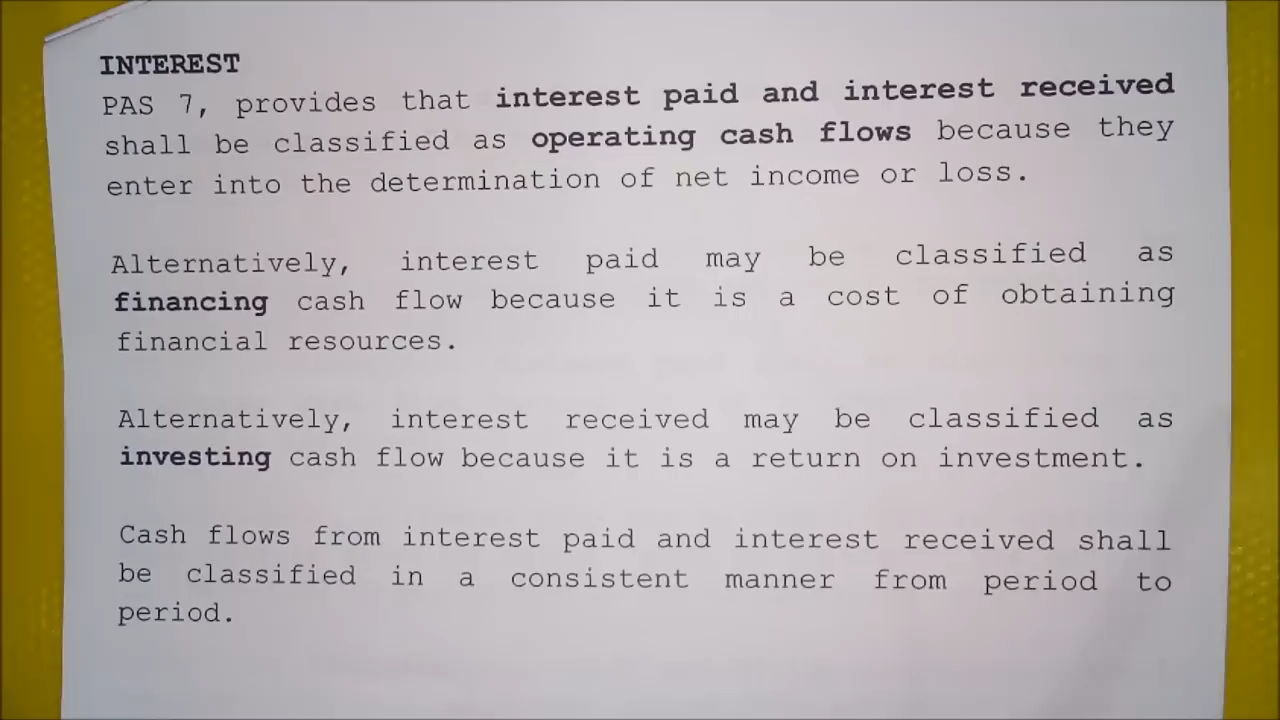 INTEREST
PAS 7, provides that interest paid and interest received
shall be classified as operating cash flows because they
enter into the determination of net income or loss.
Alternatively, interest paid may be classified as
financing cash flow because it is a cost of obtaining
financial resources.
Alternatively, interest received may be classified as
investing cash flow because it is a return on investment.
Cash flows from interest paid and interest received shall
be classified in a consistent manner from period to
period.